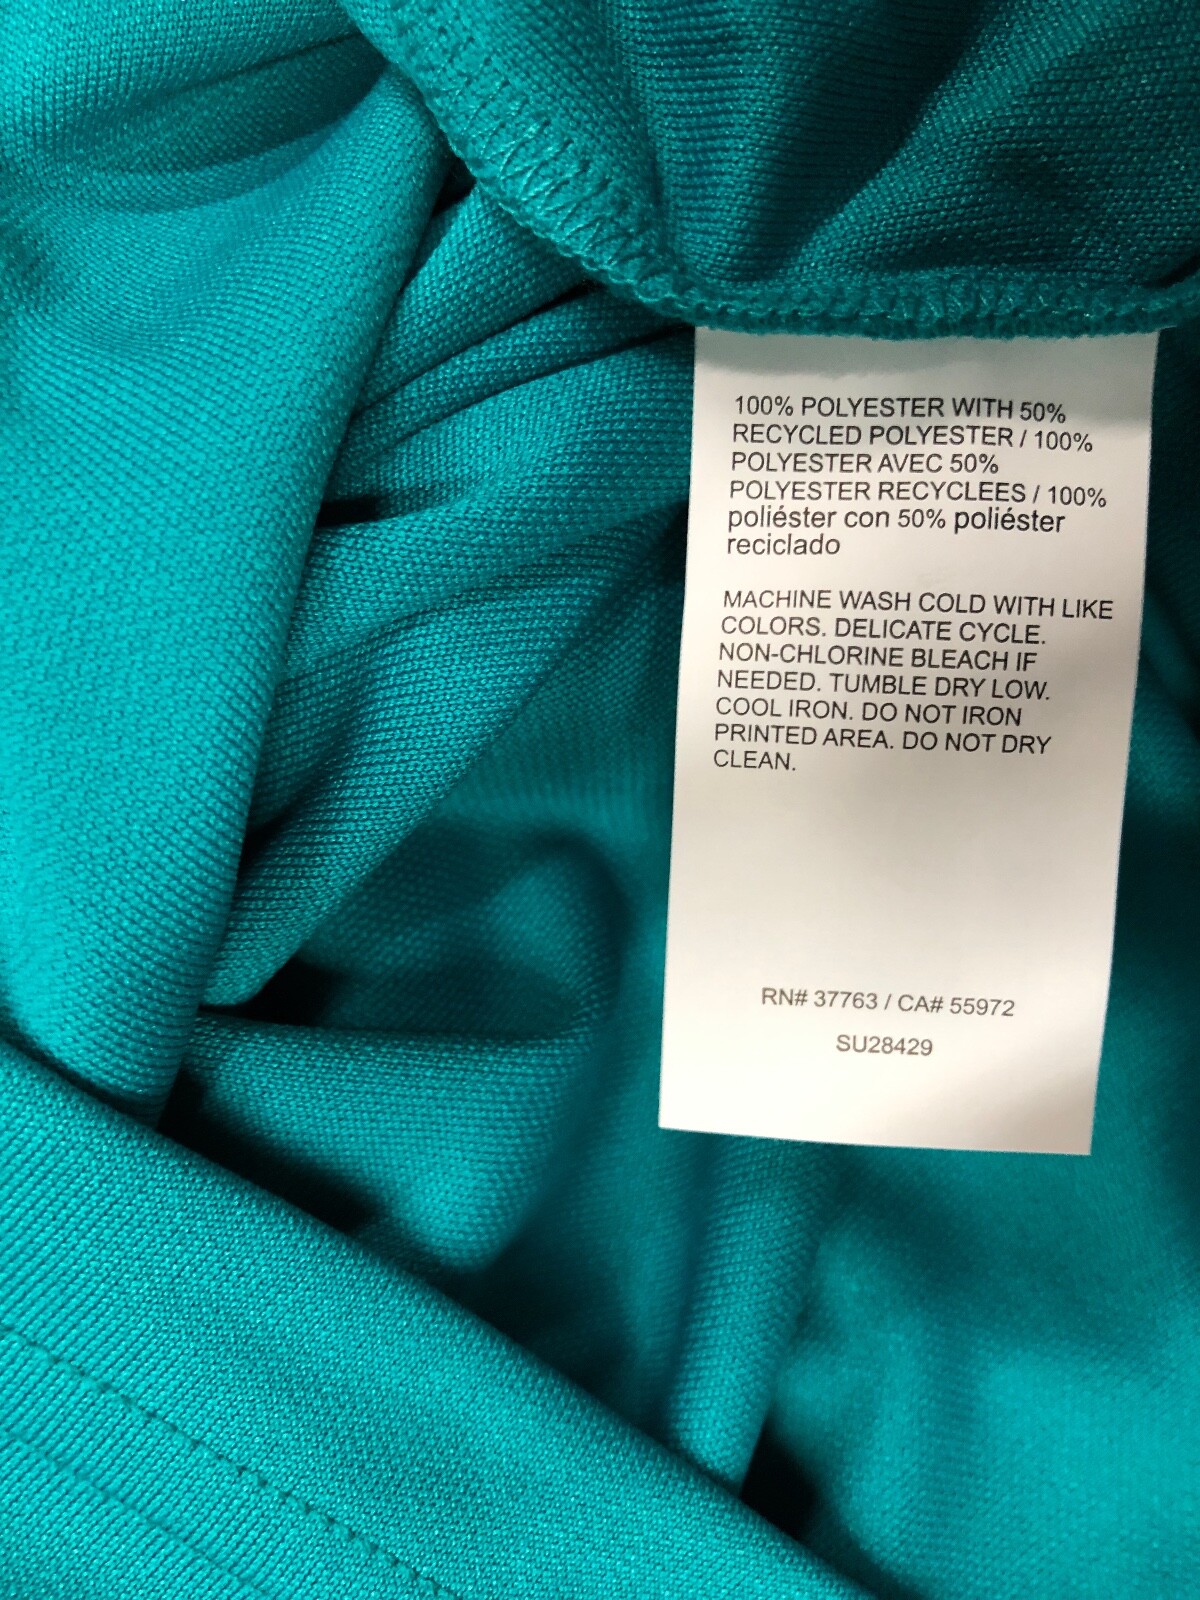 100% POLYESTER WITH 50%
RECYCLED POLYESTER / 100%
POLYESTER AVEC 50%
POLYESTER RECYCLEES / 100%
poliéster con 50% poliéster
reciclado
MACHINE WASH COLD WITH LIKE
COLORS. DELICATE CYCLE.
NON-CHLORINE BLEACH IF
NEEDED. TUMBLE DRY LOW.
COOL IRON. DO NOT IRON
PRINTED AREA. DO NOT DRY
CLEAN.
RN# 37763 / CA# 55972
SU28429